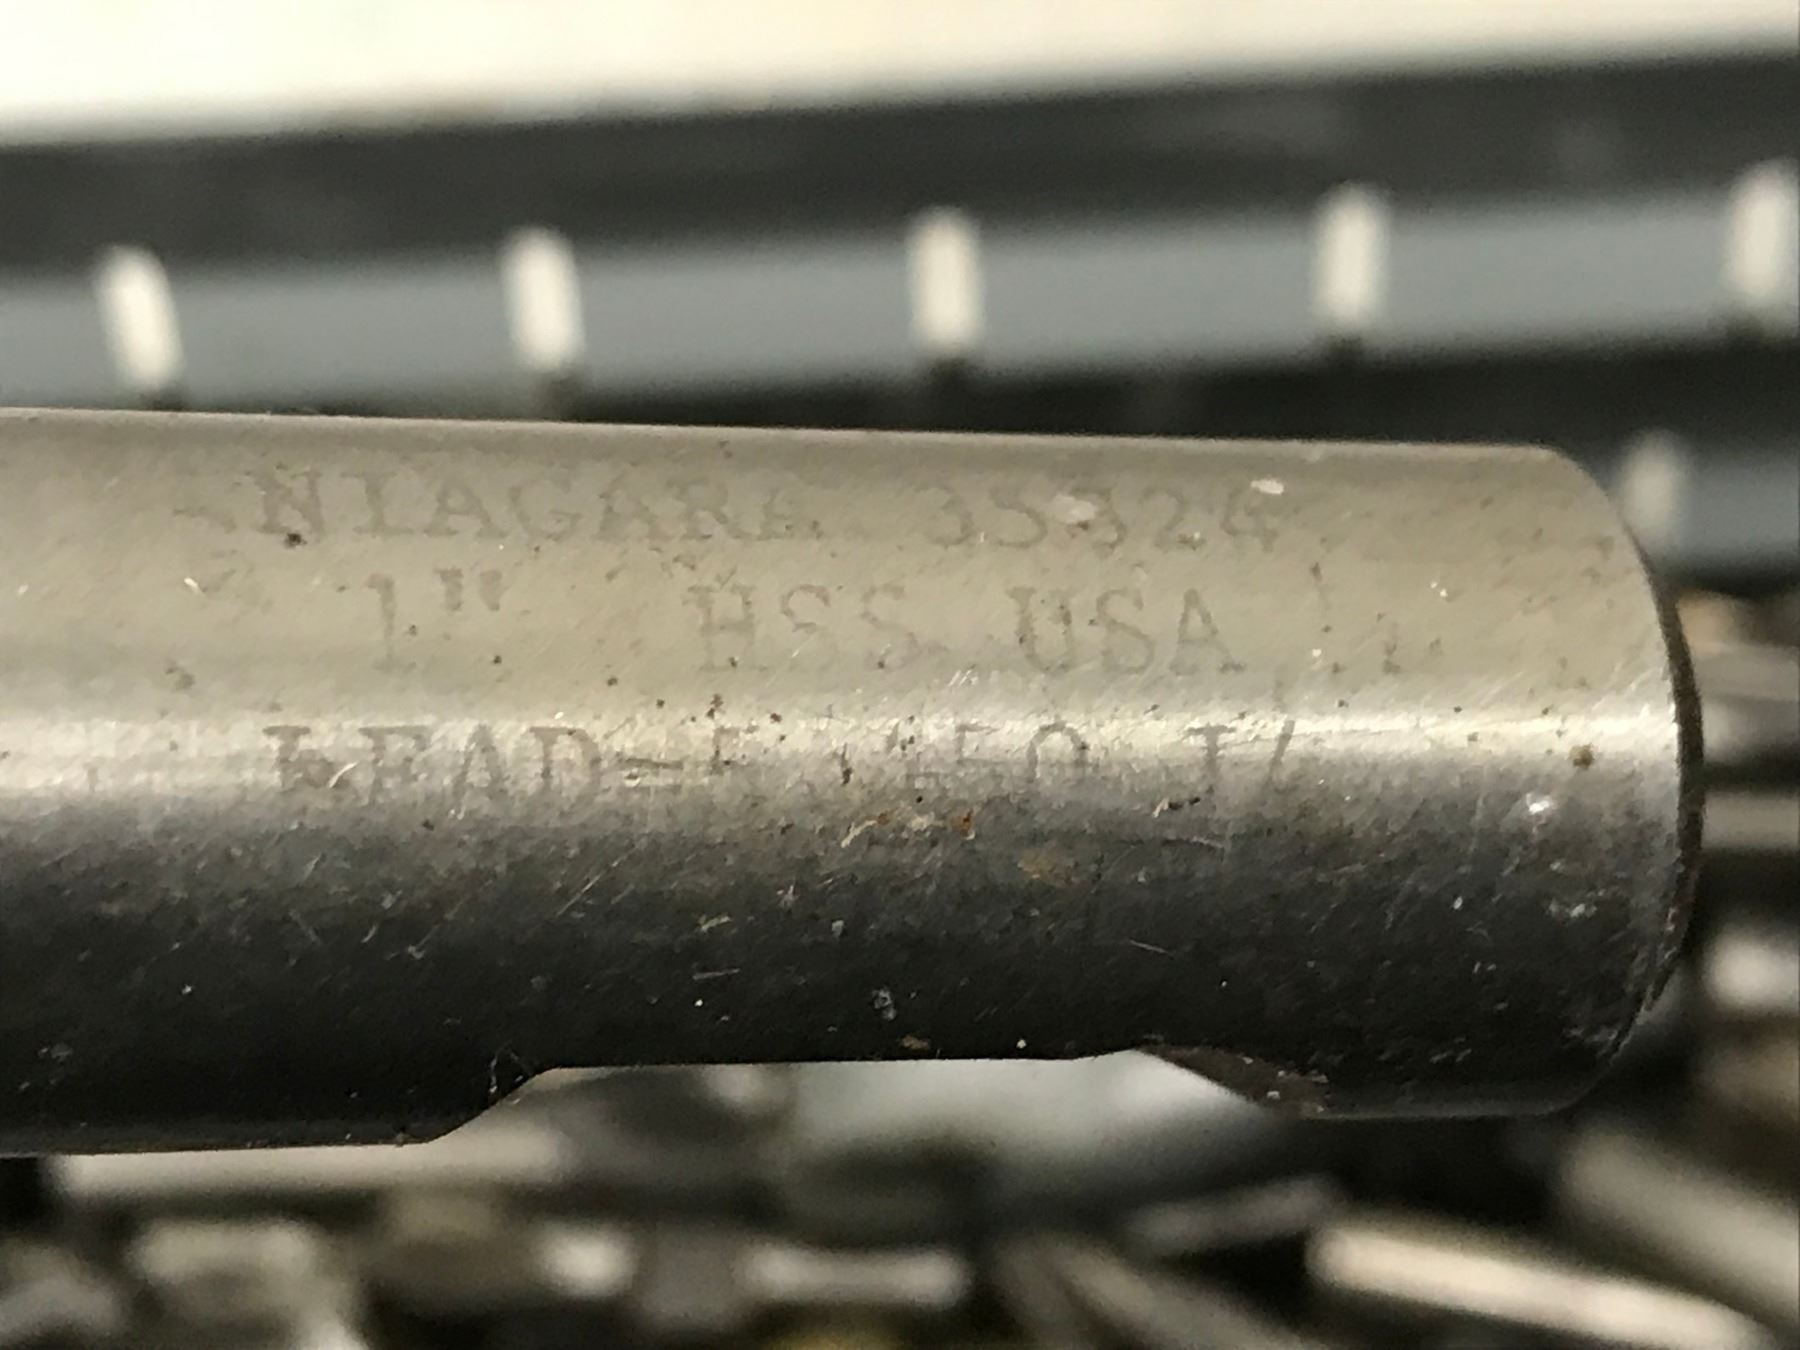 NIAGARA 35324
1" HSS USA
LEAD=